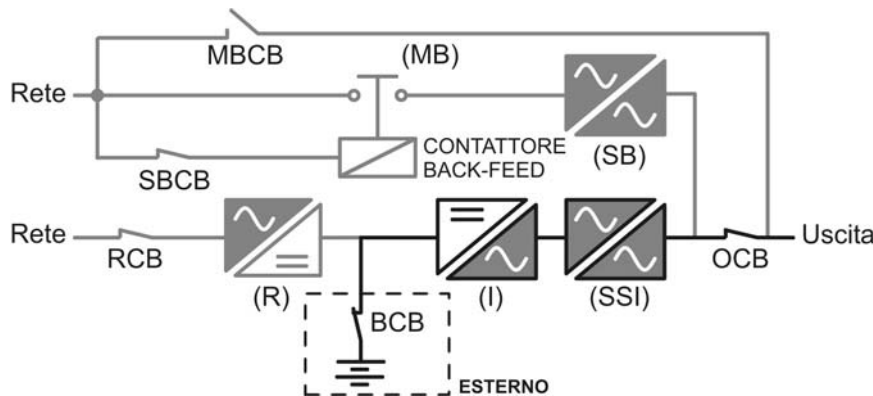 MBCB
(MB)
Rete
CONTATTORE
BACK-FEED
(SB)
SBCB
Rete
Uscita
RCB
OCB
(R)
(I)
(SSI)
BCB
ESTERNO